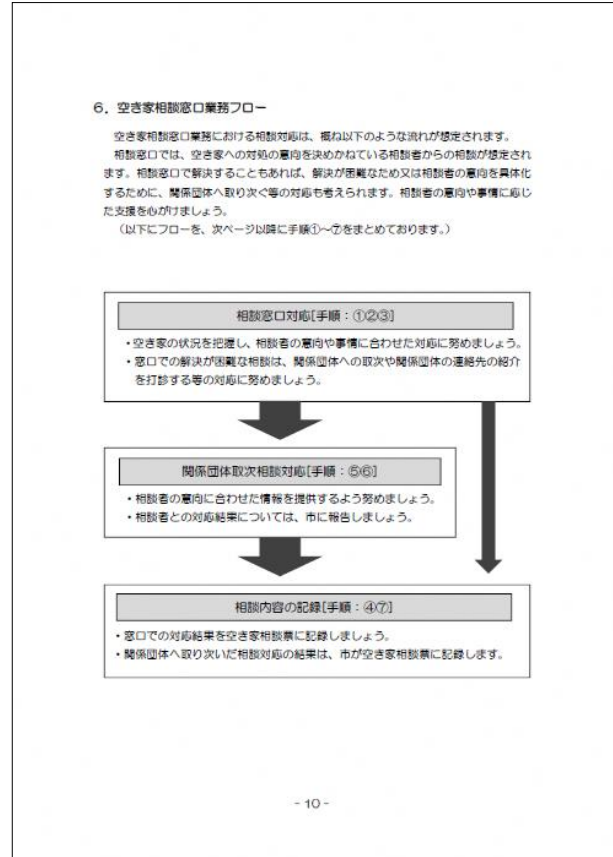 6．空き家相談窓口業務フロー
空き家相談窓口業務における相談対応は、概ね以下のような流れが想定されます。
相談窓口では、空き家への対処の意向を決めかねている相談者からの相談が想定され
ます。相談窓口で解決することもあれば、解決が困難なため又は相談者の意向を具体化
するために、関係団体へ取り次ぐ等の対応も考えられます。相談者の意向や事情に応じ
た支援を心がけましょう。
（以下にフローを、次ページ以降に手順①～⑦をまとめております。）
相談窓口対応[手順：①②③]
・空き家の状況を把握し、相談者の意向や事情に合わせた対応に努めましょう。
・窓口での解決が困難な相談は、関係団体への取次や関係団体の連絡先の紹介
を打診する等の対応に努めましょう。
関係団体取次相談対応[手順：⑤⑥]
・相談者の意向に合わせた情報を提供するよう努めましょう。
・相談者との対応結果については、市に報告しましょう。
相談内容の記録[手順：④⑦]
・窓口での対応結果を空き家相談票に記録しましょう。
・関係団体へ取り次いだ相談対応の結果は、市が空き家相談票に記録します。
- 10 -